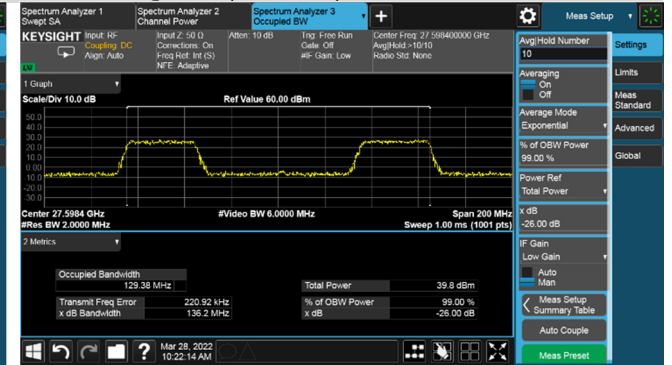 Spectrum Analyzer 1
Swept SA
Spectrum Analyzer 2
Channel Power
Spectrum Analyzer 3
Occupied BW
Meas Setup
KEYSIGHT
Input: RF
Coupling: DC
Align: Auto
Input Z: 50 Ω
Corrections: On
Freq Ref: Int (S)
NFE: Adaptive
Atten: 10 dB
Trig: Free Run
Gate: Off
#IF Gain: Low
Center Freq: 27.598400000 GHz
Avg|Hold:>10/10
Radio Std: None
1 Graph
Scale/Div 10.0 dB
Ref Value 60.00 dBm
50.0
40.0
30.0
20.0
10.0
0.00
-10.0
-20.0
-30.0
Center 27.5984 GHz
#Video BW 6.0000 MHz
Span 200 MHz
#Res BW 2.0000 MHz
Sweep 1.00 ms (1001 pts)
2 Metrics
Occupied Bandwidth
129.38 MHz
Total Power
39.8 dBm
Transmit Freq Error
220.92 kHz
% of OBW Power
99.00 %
x dB Bandwidth
136.2 MHz
x dB
-26.00 dB
Mar 28, 2022
10:22:14 AM
Avg|Hold Number
10
Averaging
On
Off
Average Mode
Exponential
% of OBW Power
99.00 %
Power Ref
Total Power
x dB
-26.00 dB
IF Gain
Low Gain
Auto
Man
Meas Setup
Summary Table
Auto Couple
Meas Preset
Settings
Limits
Meas
Standard
Advanced
Global